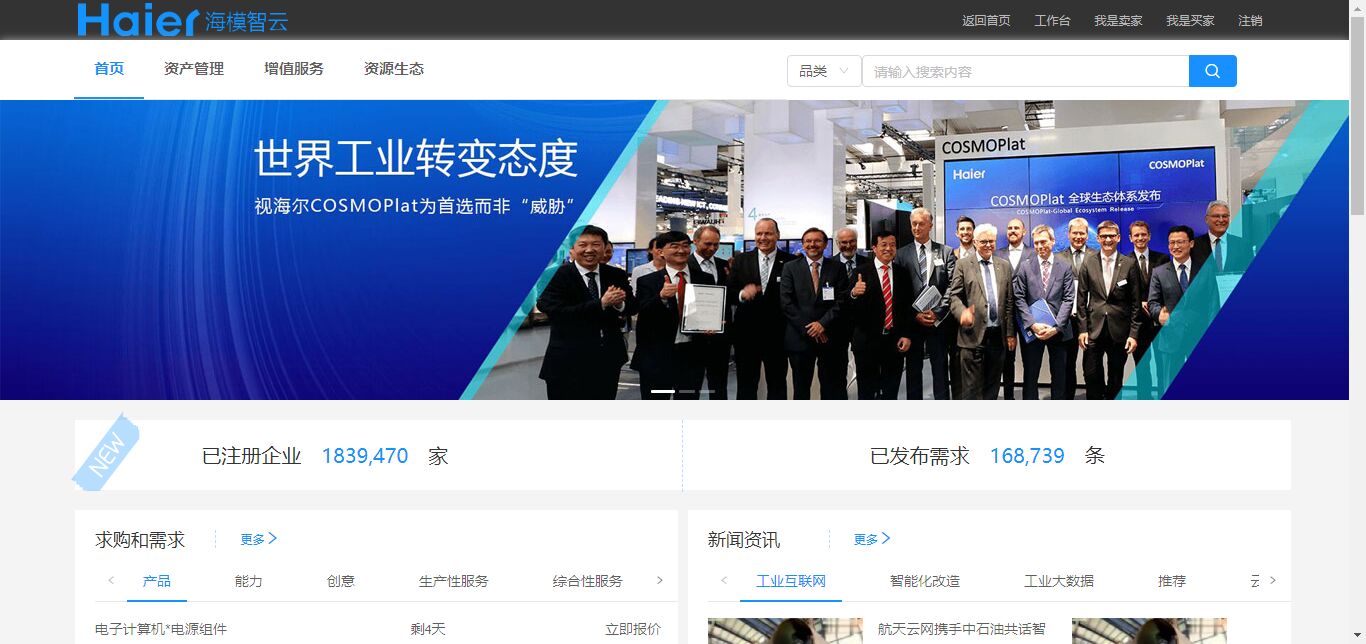 Haier 海模智云
返回首页 工作台 我是卖家 我是买家 注销
首页 资产管理 增值服务 资源生态
品类 请输入搜索内容
世界工业转变态度
视海尔COSMOPlat为首选而非“威胁”
COSMOPlat
COSMOPlat
Haier
COSMOPlat 全球生态体系发布
COSMOPlat-Global Ecosystem Release
NEW
已注册企业 1839,470 家
已发布需求 168,739 条
求购和需求 更多
新闻资讯 更多
产品 能力 创意 生产性服务 综合性服务
工业互联网 智能化改造 工业大数据 推荐
电子计算机*电源组件 剩4天 立即报价
航天云网携手中石油共话智